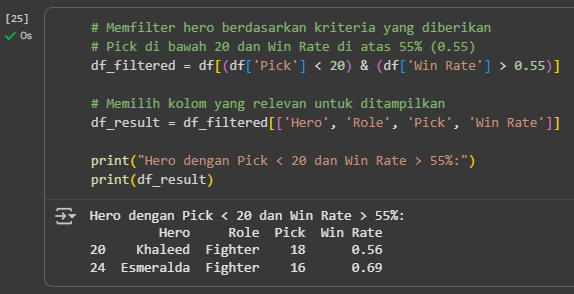 [25]
0s
# Memfilter hero berdasarkan kriteria yang diberikan
# Pick di bawah 20 dan Win Rate di atas 55% (0.55)
df_filtered = df[(df['Pick'] < 20) & (df['Win Rate'] > 0.55)]
# Memilih kolom yang relevan untuk ditampilkan
df_result = df_filtered[['Hero', 'Role', 'Pick', 'Win Rate']]
print("Hero dengan Pick < 20 dan Win Rate > 55%:")
print(df_result)
Hero dengan Pick < 20 dan Win Rate > 55%:
Hero Role Pick Win Rate
20 Khaleed Fighter 18 0.56
24 Esmeralda Fighter 16 0.69